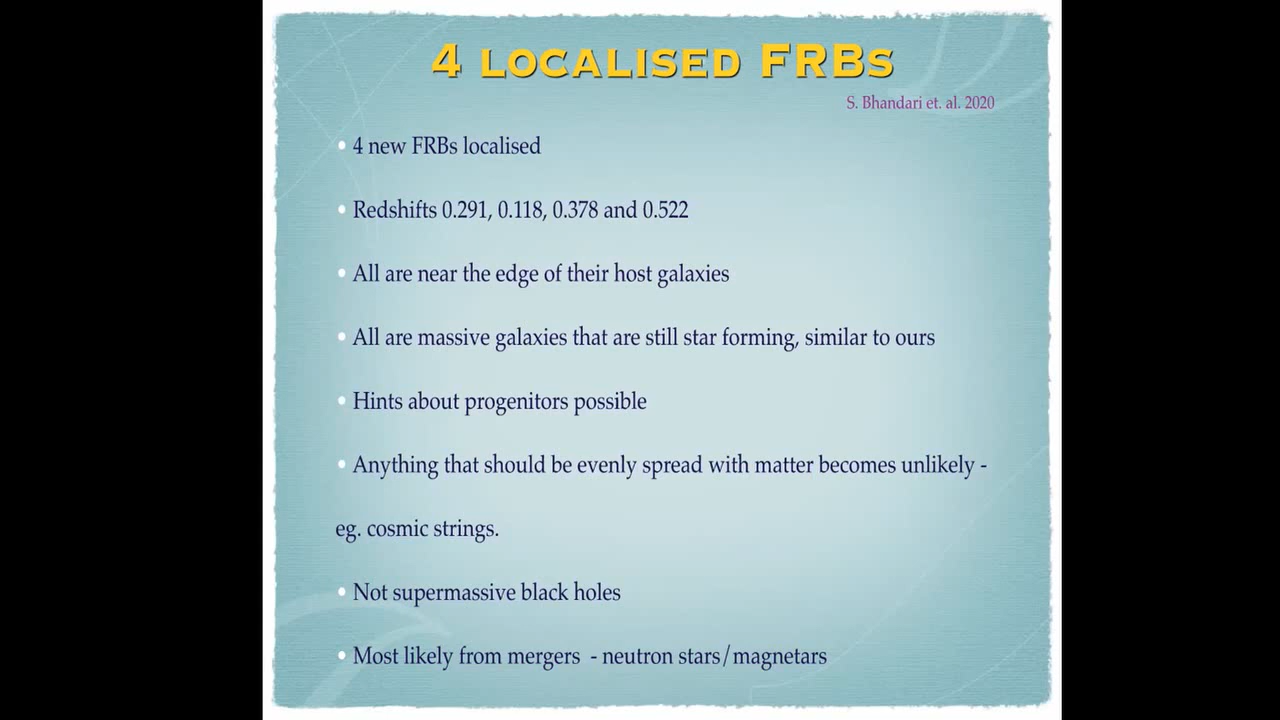 4 LOCALISED FRBs
S. Bhandari et. al. 2020
• 4 new FRBs localised
• Redshifts 0.291, 0.118, 0.378 and 0.522
• All are near the edge of their host galaxies
• All are massive galaxies that are still star forming, similar to ours
• Hints about progenitors possible
• Anything that should be evenly spread with matter becomes unlikely -
eg. cosmic strings.
• Not supermassive black holes
• Most likely from mergers - neutron stars/magnetars